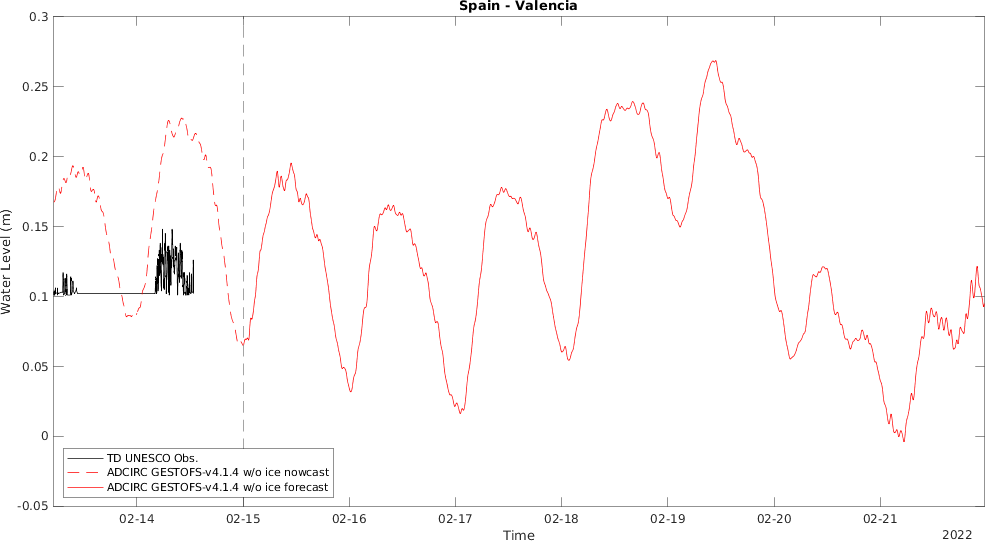 Spain - Valencia
0.3
0.25
0.2
0.15
0.1
0.05
0
-0.05
Water Level (m)
TD UNESCO Obs.
ADCIRC GESTOFS-v4.1.4 w/o ice nowcast
ADCIRC GESTOFS-v4.1.4 w/o ice forecast
02-14 02-15 02-16 02-17 02-18 02-19 02-20 02-21
Time
2022